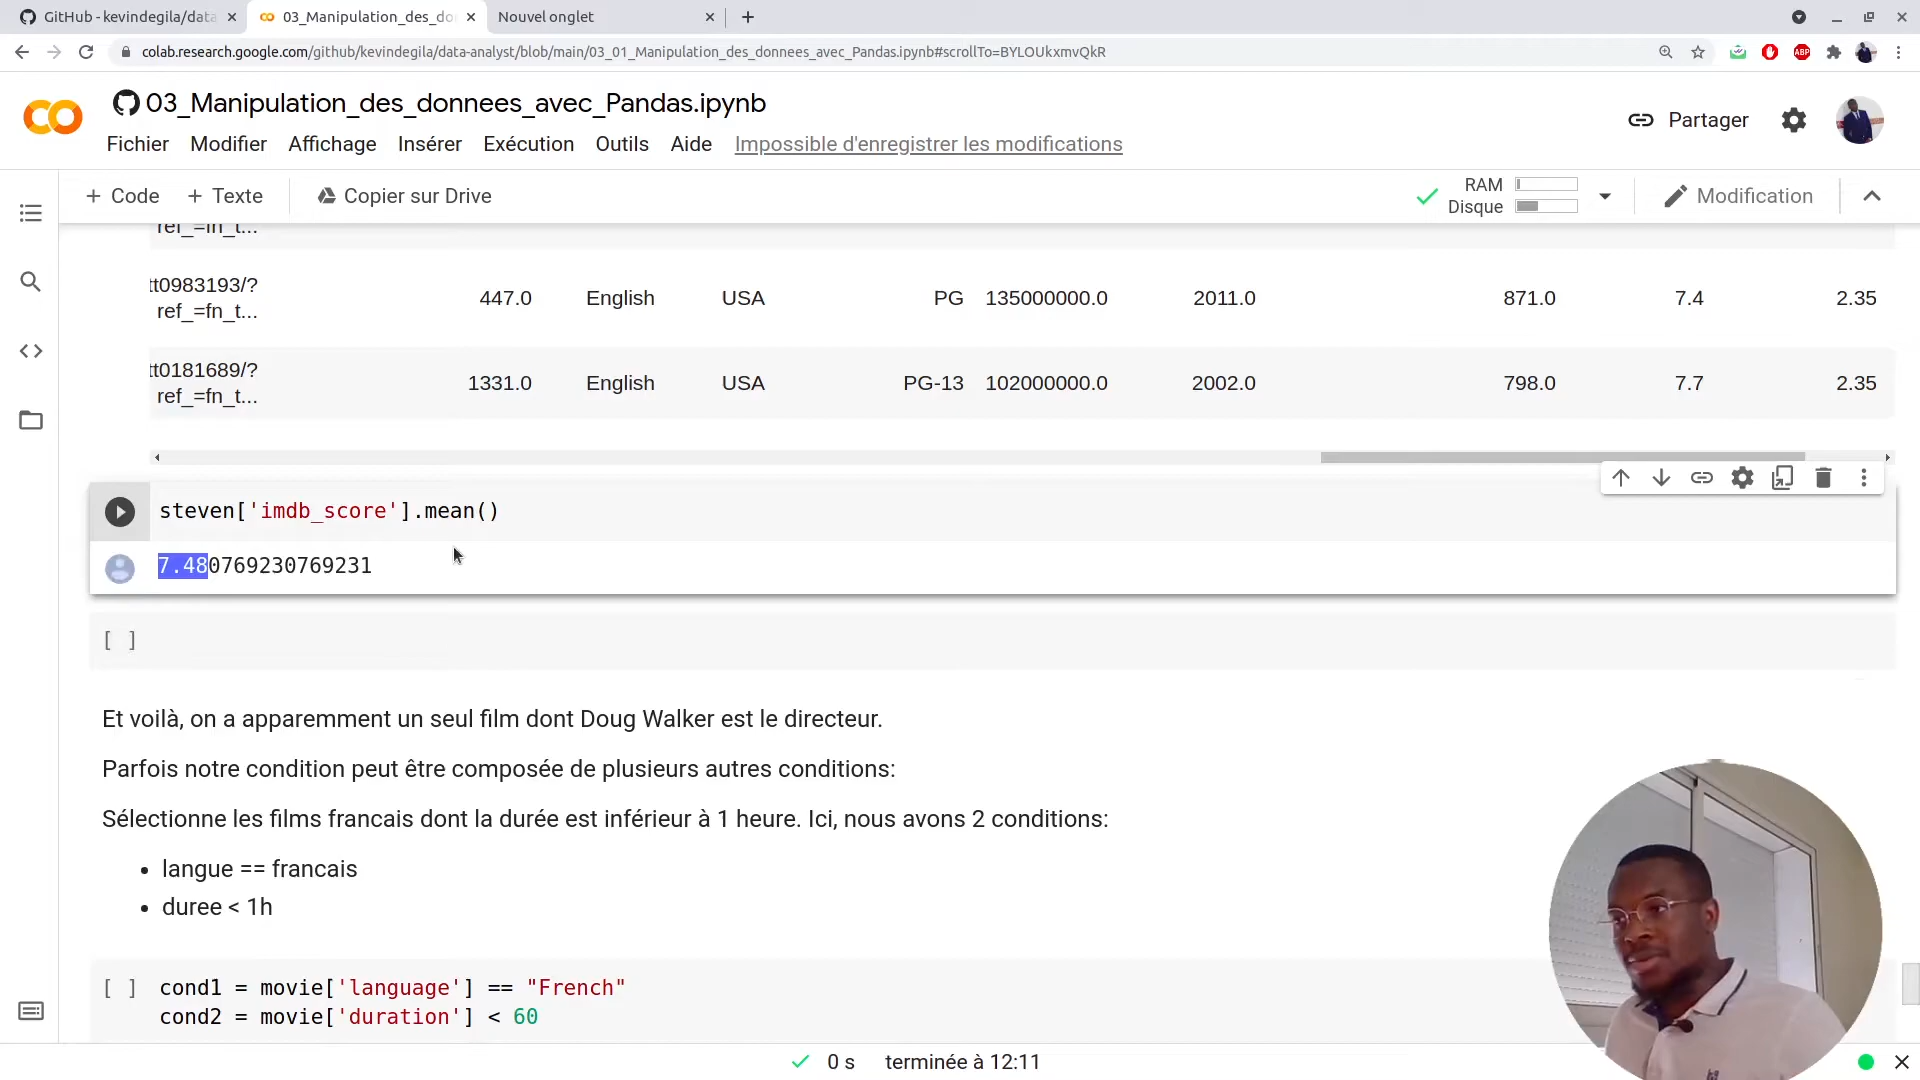 GitHub - kevindegila/data
03_Manipulation_des_do
Nouvel onglet
colab.research.google.com/github/kevindegila/data-analyst/blob/main/03_01_Manipulation_des_donnees_avec_Pandas.ipynb#scrollTo=BYLOUkxmvQkR
ABP
03_Manipulation_des_donnees_avec_Pandas.ipynb
Fichier Modifier Affichage Insérer Exécution Outils Aide Impossible d'enregistrer les modifications
Partager
+ Code + Texte Copier sur Drive
RAM
Disque
Modification
ref_=fn_t...
tt0983193/?
ref_=fn_t... 447.0 English USA PG 135000000.0 2011.0 871.0 7.4 2.35
tt0181689/?
ref_=fn_t... 1331.0 English USA PG-13 102000000.0 2002.0 798.0 7.7 2.35
steven['imdb_score'].mean()
7.480769230769231
[ ]
Et voilà, on a apparemment un seul film dont Doug Walker est le directeur.
Parfois notre condition peut être composée de plusieurs autres conditions:
Sélectionne les films francais dont la durée est inférieur à 1 heure. Ici, nous avons 2 conditions:
• langue == francais
• duree < 1h
[ ] cond1 = movie['language'] == "French"
cond2 = movie['duration'] < 60
0 s terminée à 12:11